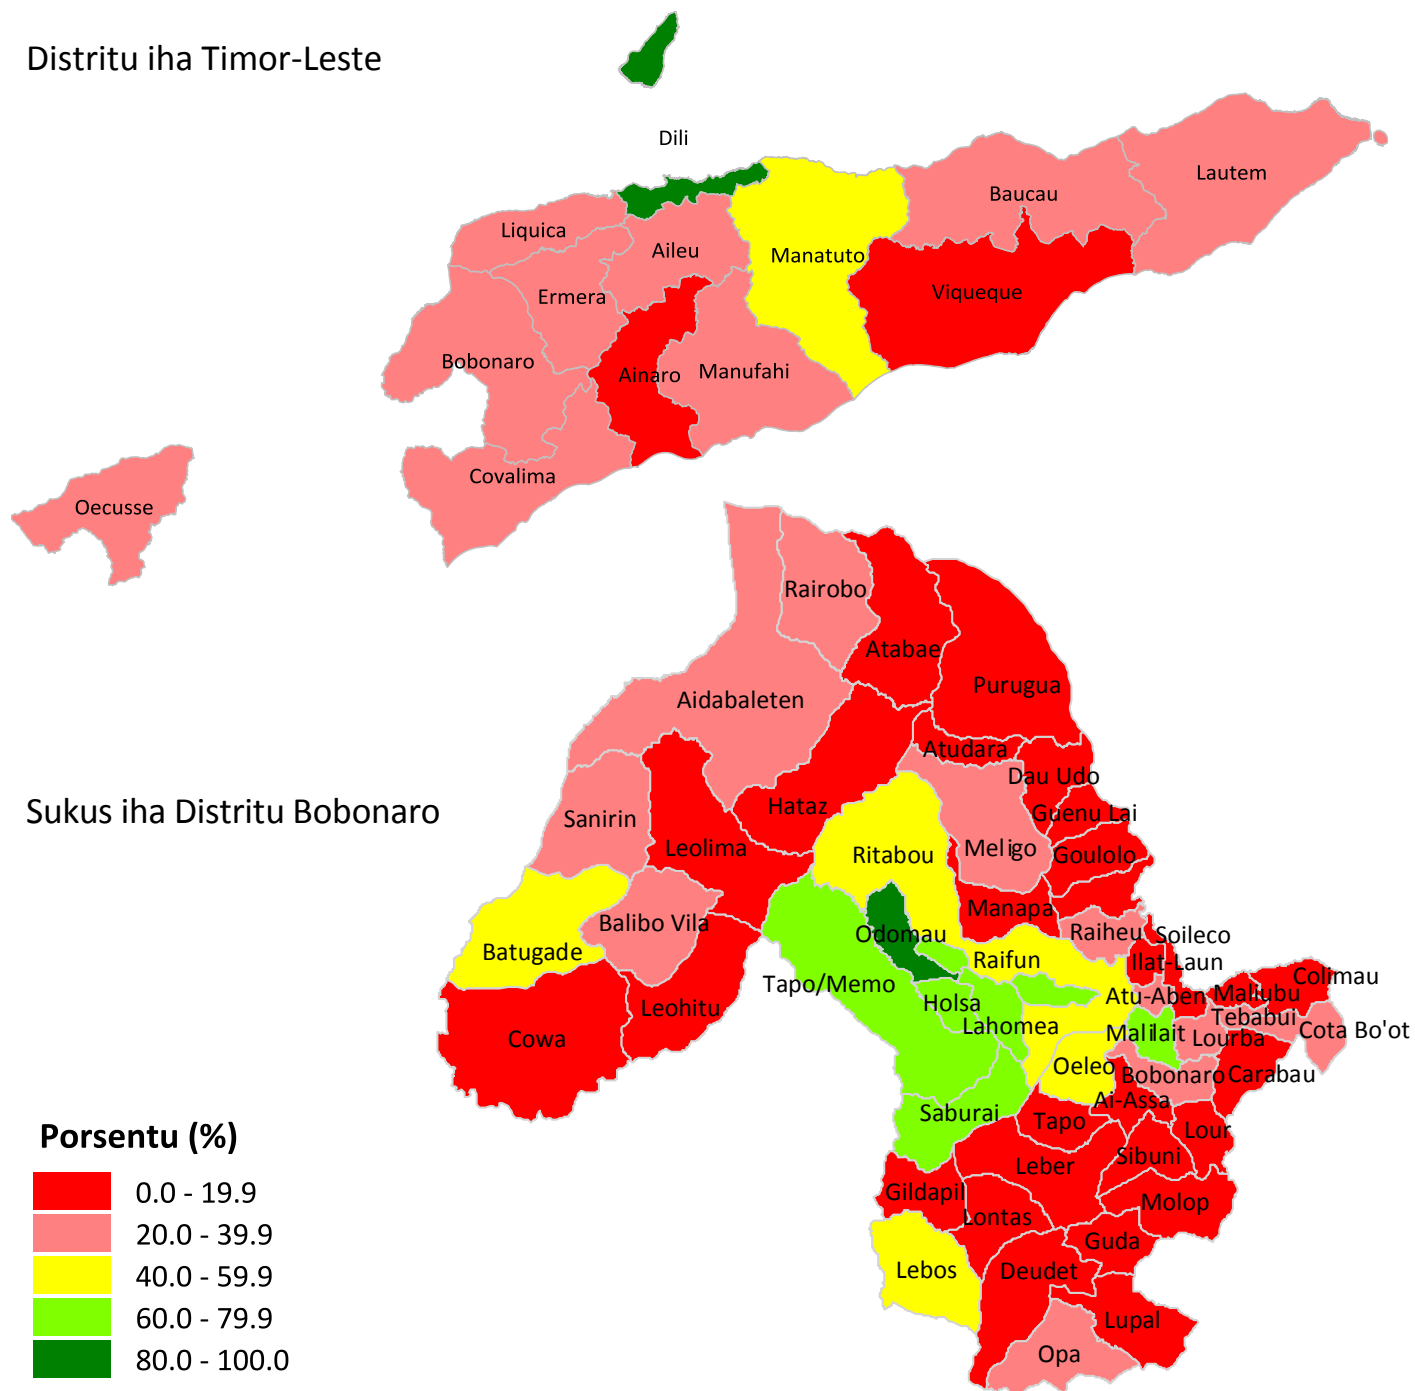 Distritu iha Timor-Leste
Dili
Lautem
Baucau
Liquica
Aileu
Manatuto
Viqueque
Ermera
Bobonaro
Ainaro
Manufahi
Covalima
Oecusse
Rairobo
Atabae
Purugua
Aidabaleten
Atudara
Dau Udo
Sukus iha Distritu Bobonaro
Hataz
Guenu Lai
Sanirin
Leolima
Ritabou
Meligo
Goulolo
Manapa
Balibo Vila
Odomau
Raiheu
Soileco
Batugade
Raifun
Ilat-Laun
Colimau
Tapo/Memo
Atu-Aben
Mallubu
Leohitu
Holsa
Tebabui
Lahomea
Malilait
Lourba
Cota Bo'ot
Cowa
Oeleo
Bobonaro
Carabau
Ai-Assa
Saburai
Tapo
Lour
Porsentu (%)
Leber
Sibuni
0.0 - 19.9
Gildapil
Molop
Lontas
20.0 - 39.9
Guda
40.0 - 59.9
Lebos
Deudet
60.0 - 79.9
Lupal
80.0 - 100.0
Opa